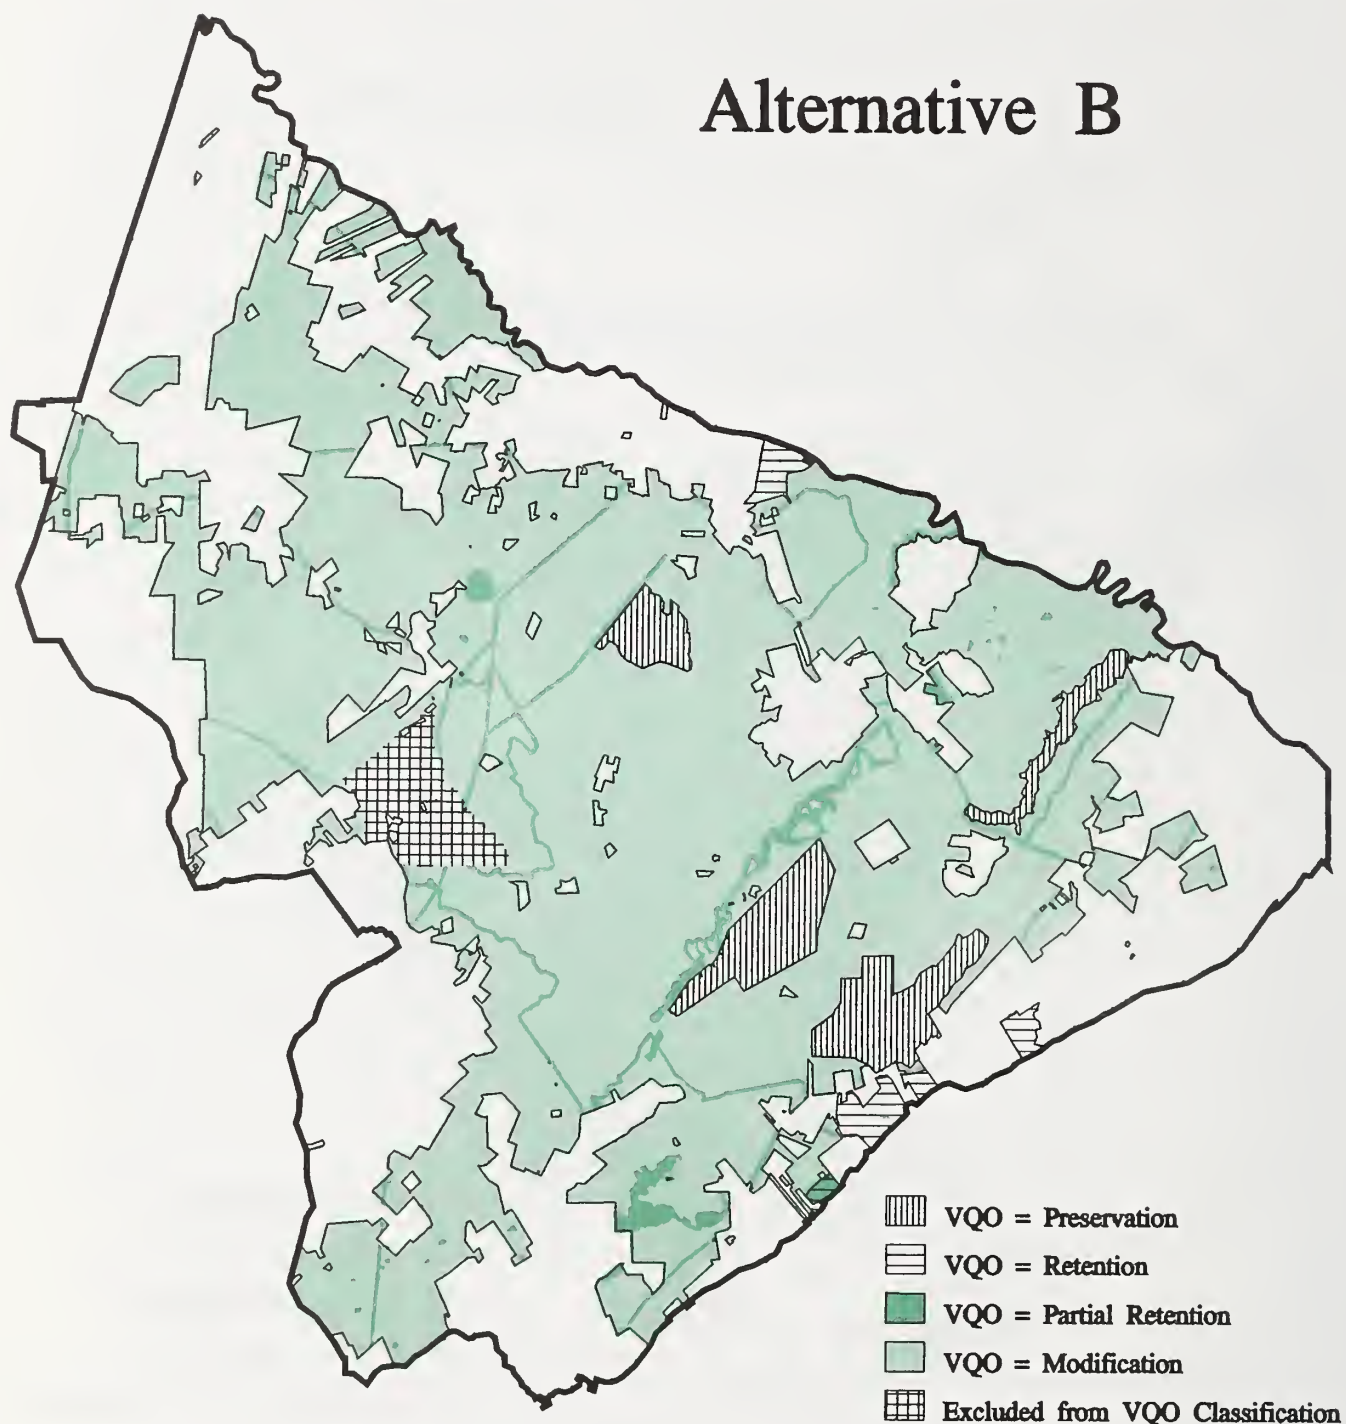 Alternative B
VQO = Preservation
VQO = Retention
VQO = Partial Retention
VQO = Modification
Excluded from VQO Classification